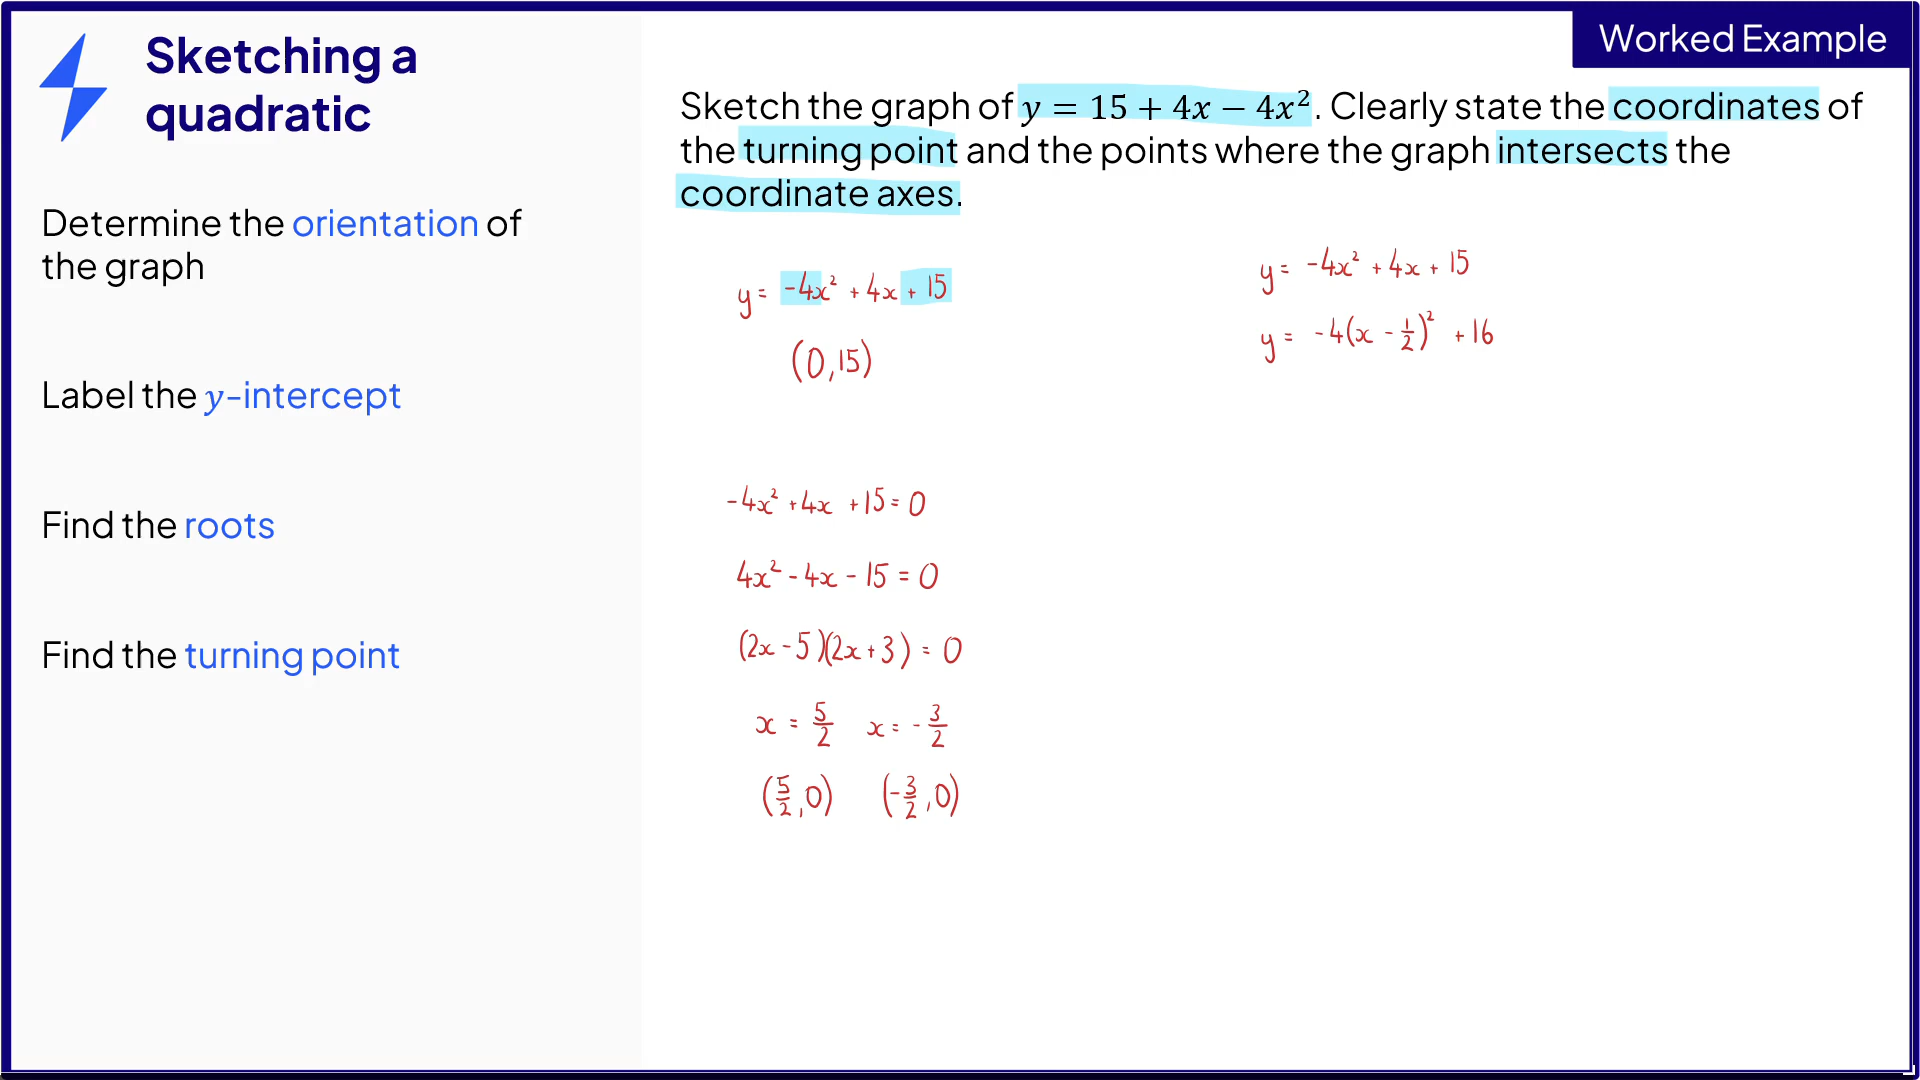 Worked Example
Sketching a
quadratic
Determine the orientation of
the graph
Label the y-intercept
Find the roots
Find the turning point
Sketch the graph of y = 15 + 4x − 4x². Clearly state the coordinates of
the turning point and the points where the graph intersects the
coordinate axes.
y = -4x² + 4x + 15
(0,15)
-4x² + 4x + 15 = 0
4x² - 4x - 15 = 0
(2x - 5)(2x + 3) = 0
x = 5/2 x = -3/2
(5/2, 0) (-3/2, 0)
y = -4x² + 4x + 15
y = -4(x - 1/2)² + 16